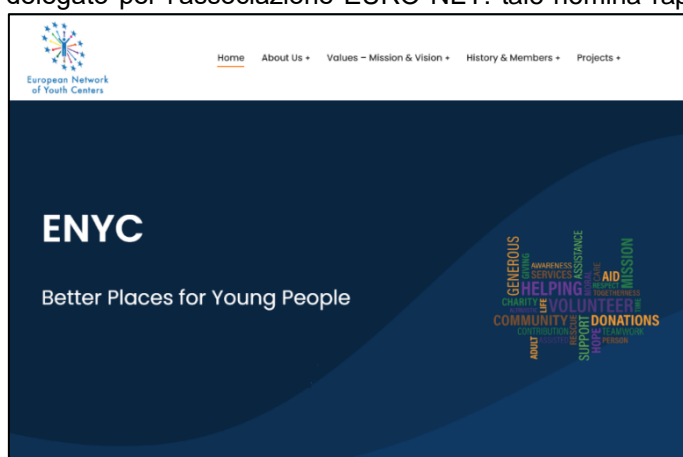 delegato per l'associazione EURO-NET: tale nomina rap
European Network
of Youth Centers
Home About Us + Values – Mission & Vision + History & Members + Projects +
ENYC
Better Places for Young People
GENEROUS
GIVING
AWARENESS
SERVICES
ASSISTANCE
HELPING
CARE
AID
RESPECT
TOGETHERNESS
MISSION
CHARITY
LIFE
VOLUNTEER
COMMUNITY
DONATIONS
CONTRIBUTION
RESCUE
SUPPORT
HOPE
TEAMWORK
PERSON
ADULT